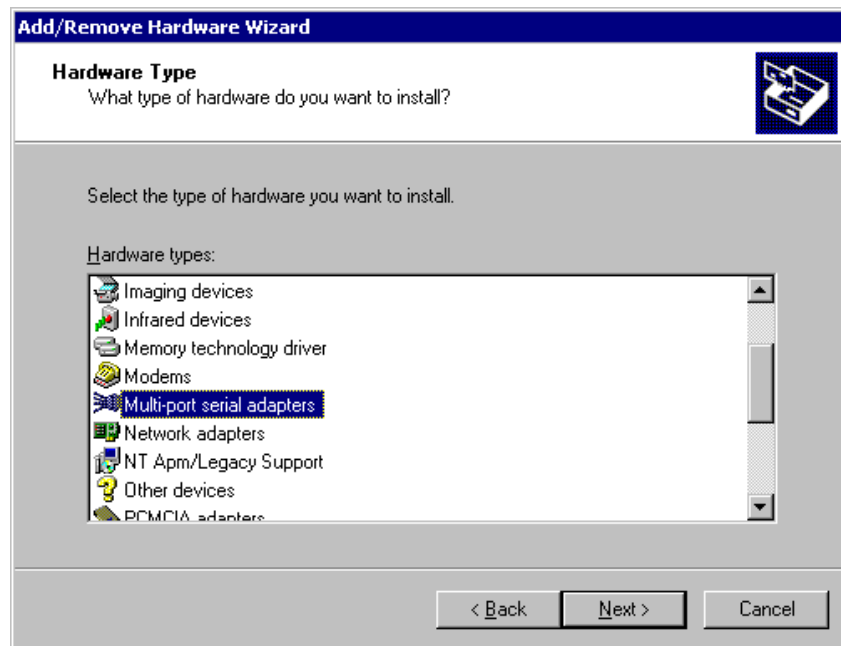 Add/Remove Hardware Wizard
Hardware Type
What type of hardware do you want to install?
Select the type of hardware you want to install.
Hardware types:
Imaging devices
Infrared devices
Memory technology driver
Modems
Multi-port serial adapters
Network adapters
NT Apm/Legacy Support
Other devices
PCMCIA adapters
< Back
Next >
Cancel